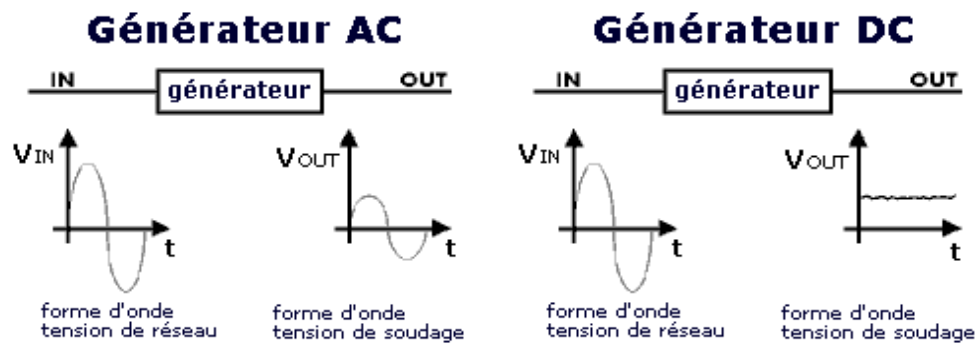 Générateur AC
IN
générateur
OUT
VIN
t
VOUT
t
forme d'onde
tension de réseau
forme d'onde
tension de soudage
Générateur DC
IN
générateur
OUT
VIN
t
VOUT
t
forme d'onde
tension de réseau
forme d'onde
tension de soudage